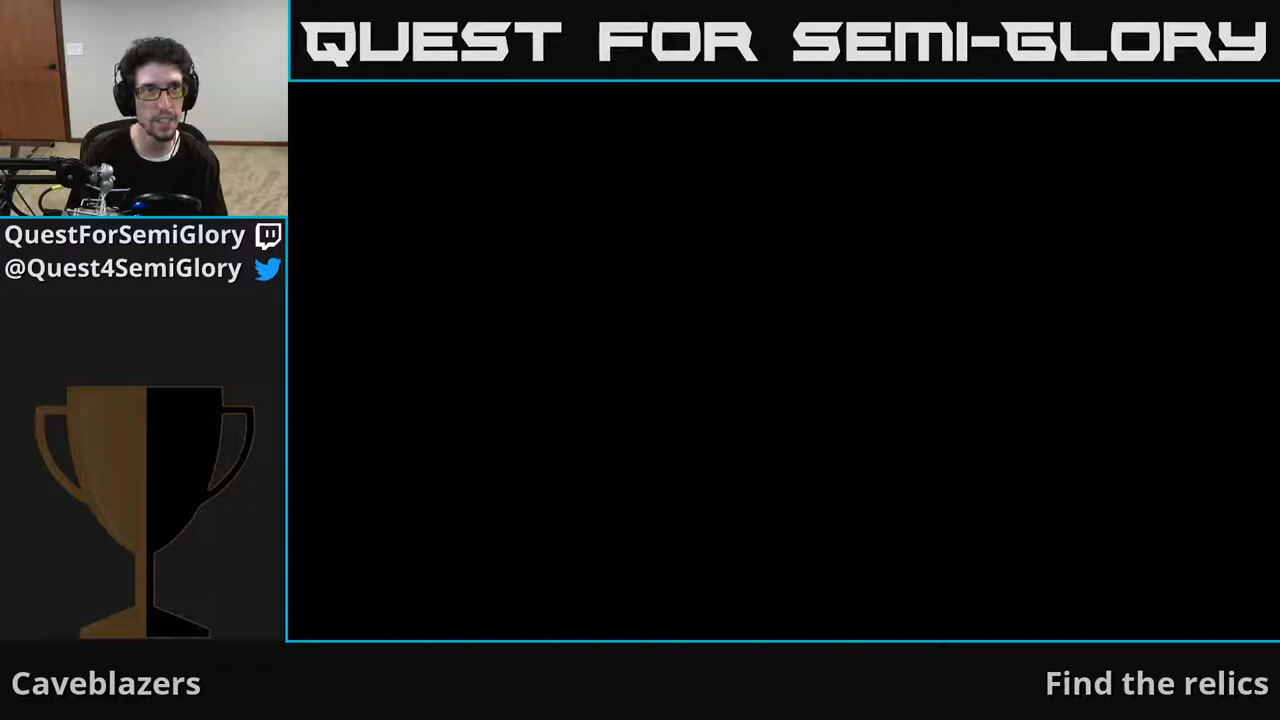 QUEST FOR SEMI-GLORY
QuestForSemiGlory
@Quest4SemiGlory
Caveblazers
Find the relics